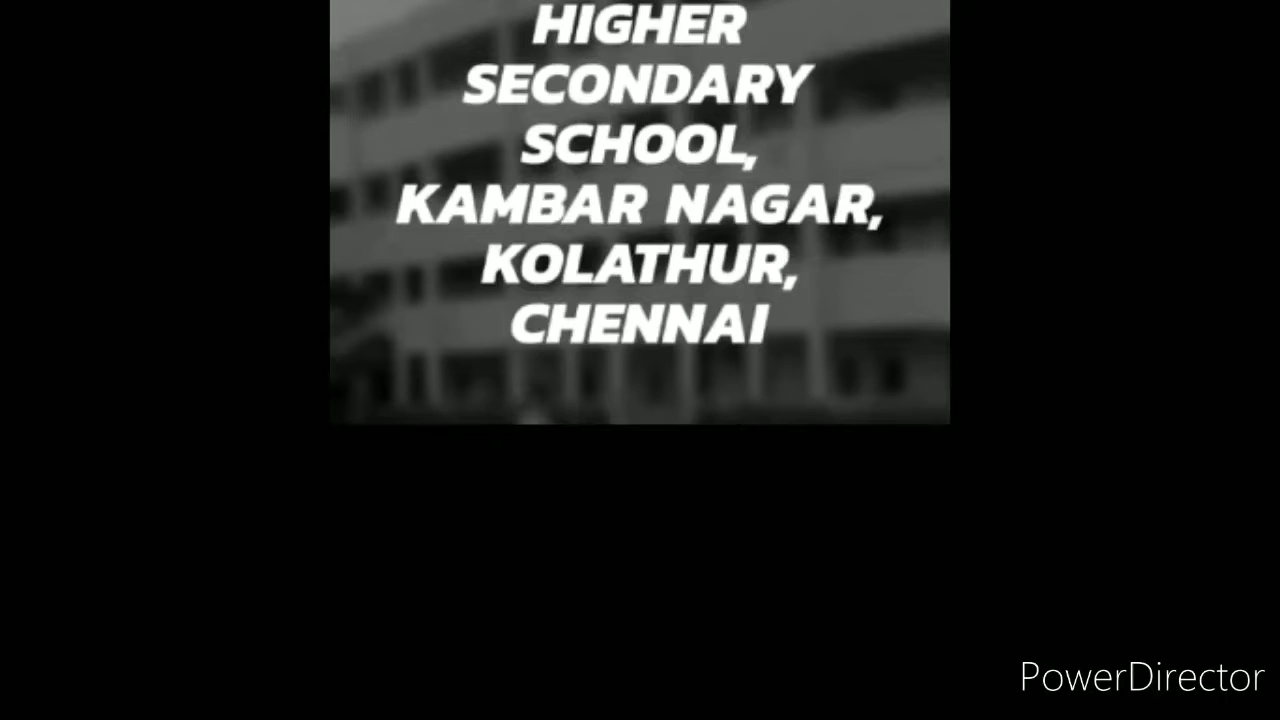 HIGHER
SECONDARY
SCHOOL,
KAMBAR NAGAR,
KOLATHUR,
CHENNAI
PowerDirector